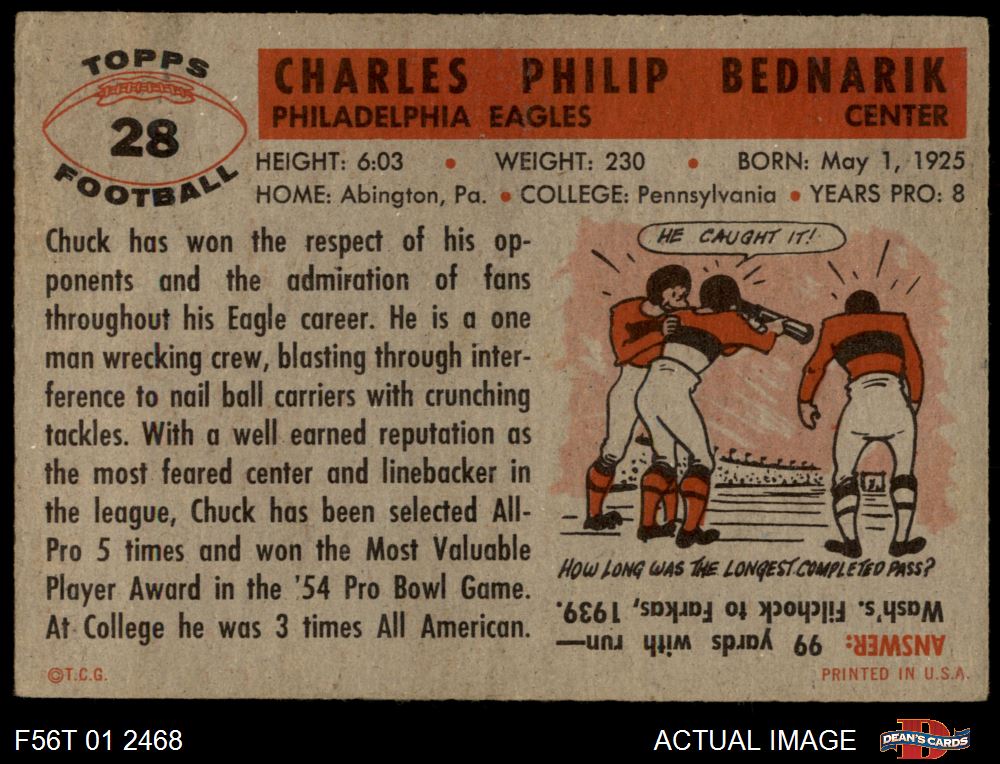 TOPPS
28
FOOTBALL
CHARLES PHILIP BEDNARIK
PHILADELPHIA EAGLES CENTER
HEIGHT: 6:03 • WEIGHT: 230 • BORN: May 1, 1925
HOME: Abington, Pa. • COLLEGE: Pennsylvania • YEARS PRO: 8
Chuck has won the respect of his op-
ponents and the admiration of fans
throughout his Eagle career. He is a one
man wrecking crew, blasting through inter-
ference to nail ball carriers with crunching
tackles. With a well earned reputation as
the most feared center and linebacker in
the league, Chuck has been selected All-
Pro 5 times and won the Most Valuable
Player Award in the '54 Pro Bowl Game.
At College he was 3 times All American.
©T.C.G.
HE CAUGHT IT!
HOW LONG WAS THE LONGEST COMPLETED PASS?
ANSWER: 99 yards with run—
Wash's. Filchock to Farkas, 1939.
PRINTED IN U.S.A.
F56T 01 2468
ACTUAL IMAGE
D
DEAN'S CARDS